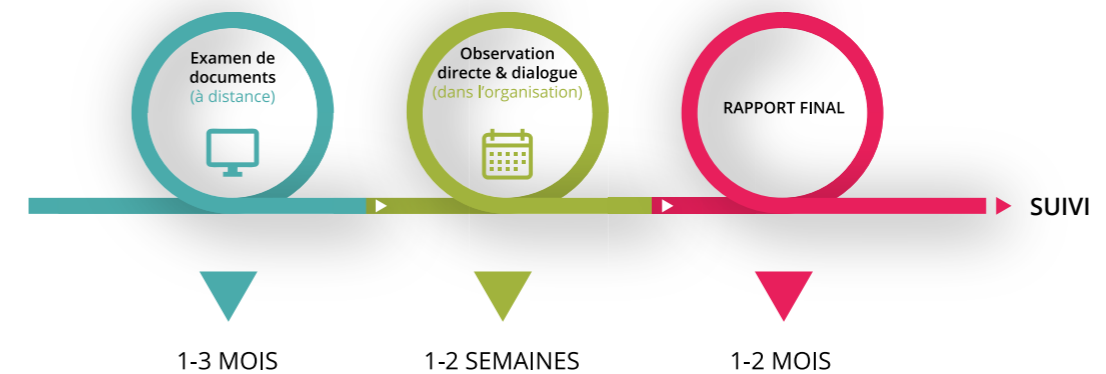 Examen de
documents
(à distance)
Observation
directe & dialogue
(dans l'organisation)
RAPPORT FINAL
SUIVI
1-3 MOIS
1-2 SEMAINES
1-2 MOIS